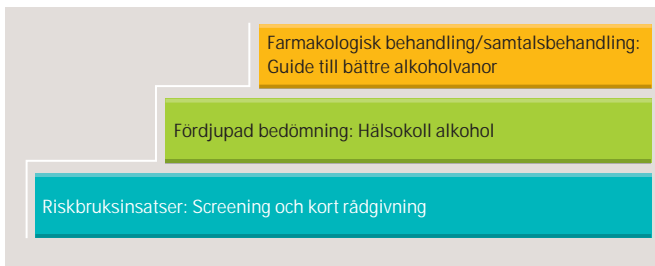 Farmakologisk behandling/samtalsbehandling:
Guide till bättre alkoholvanor
Fördjupad bedömning: Hälsokoll alkohol
Riskbruksinsatser: Screening och kort rådgivning